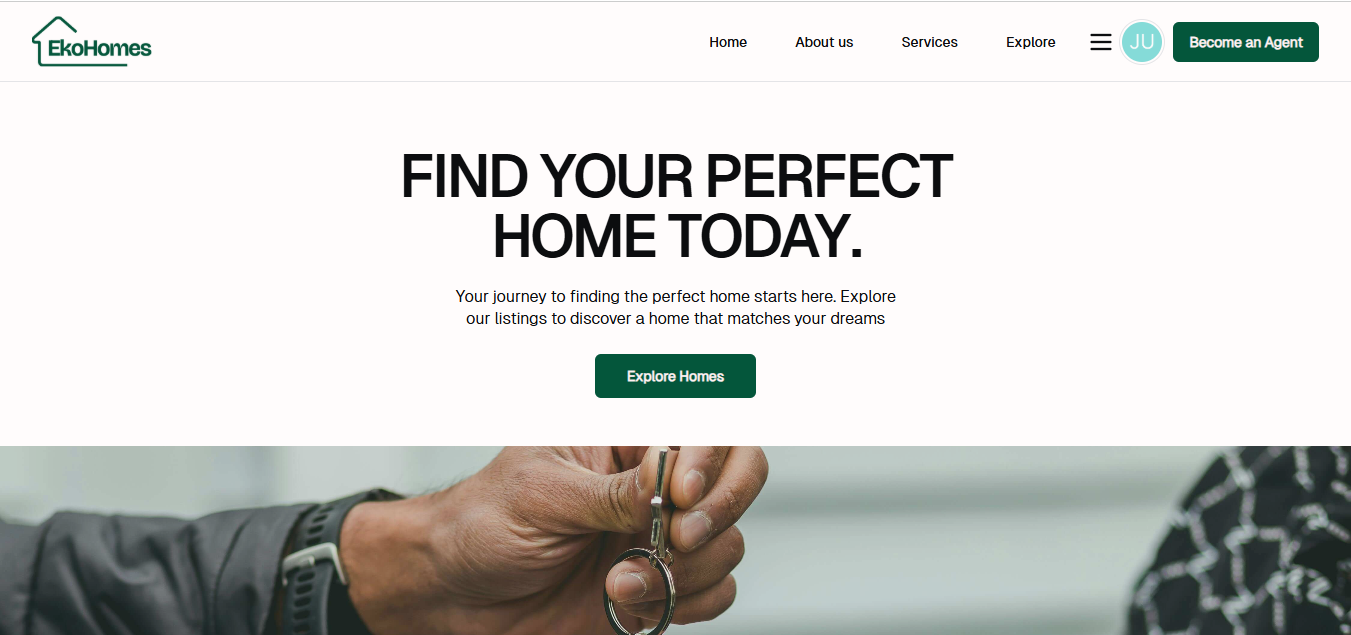 EkoHomes
Home
About us
Services
Explore
JU
Become an Agent
FIND YOUR PERFECT
HOME TODAY.
Your journey to finding the perfect home starts here. Explore
our listings to discover a home that matches your dreams
Explore Homes